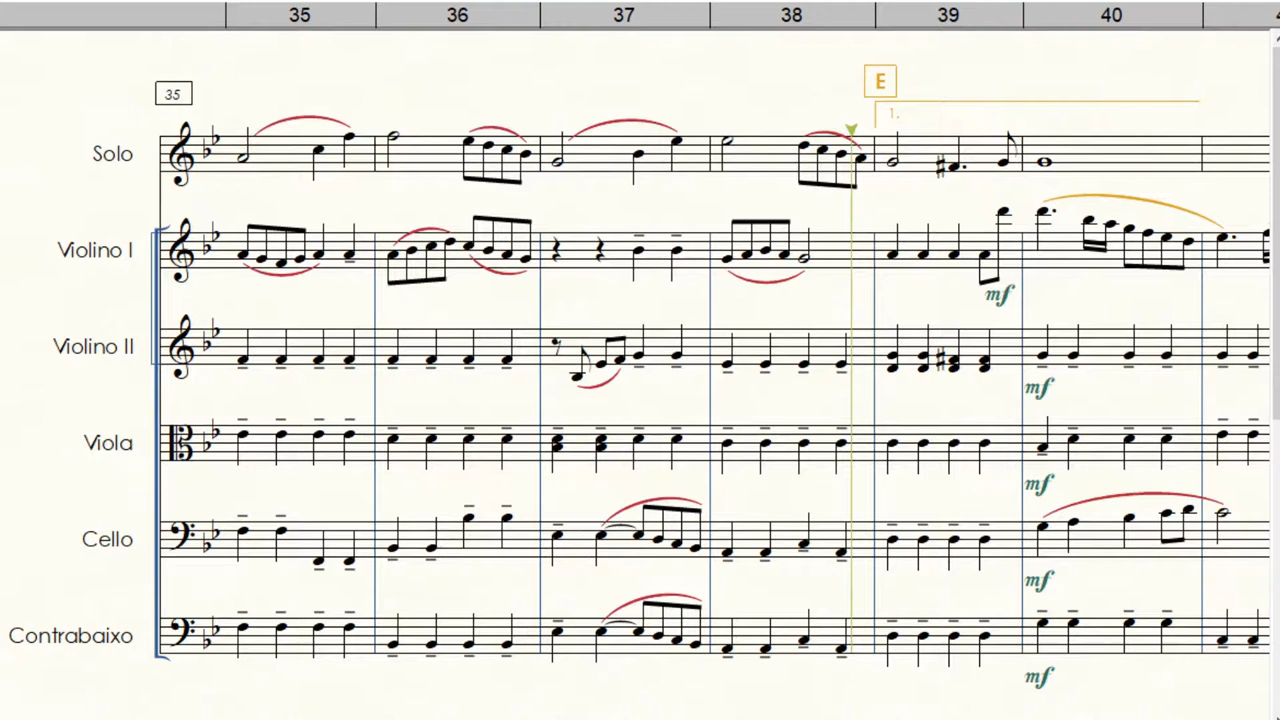 35 36 37 38 39 40
E
35
1.
Solo
Violino I
mf
Violino II
mf
Viola
mf
Cello
mf
Contrabaixo
mf